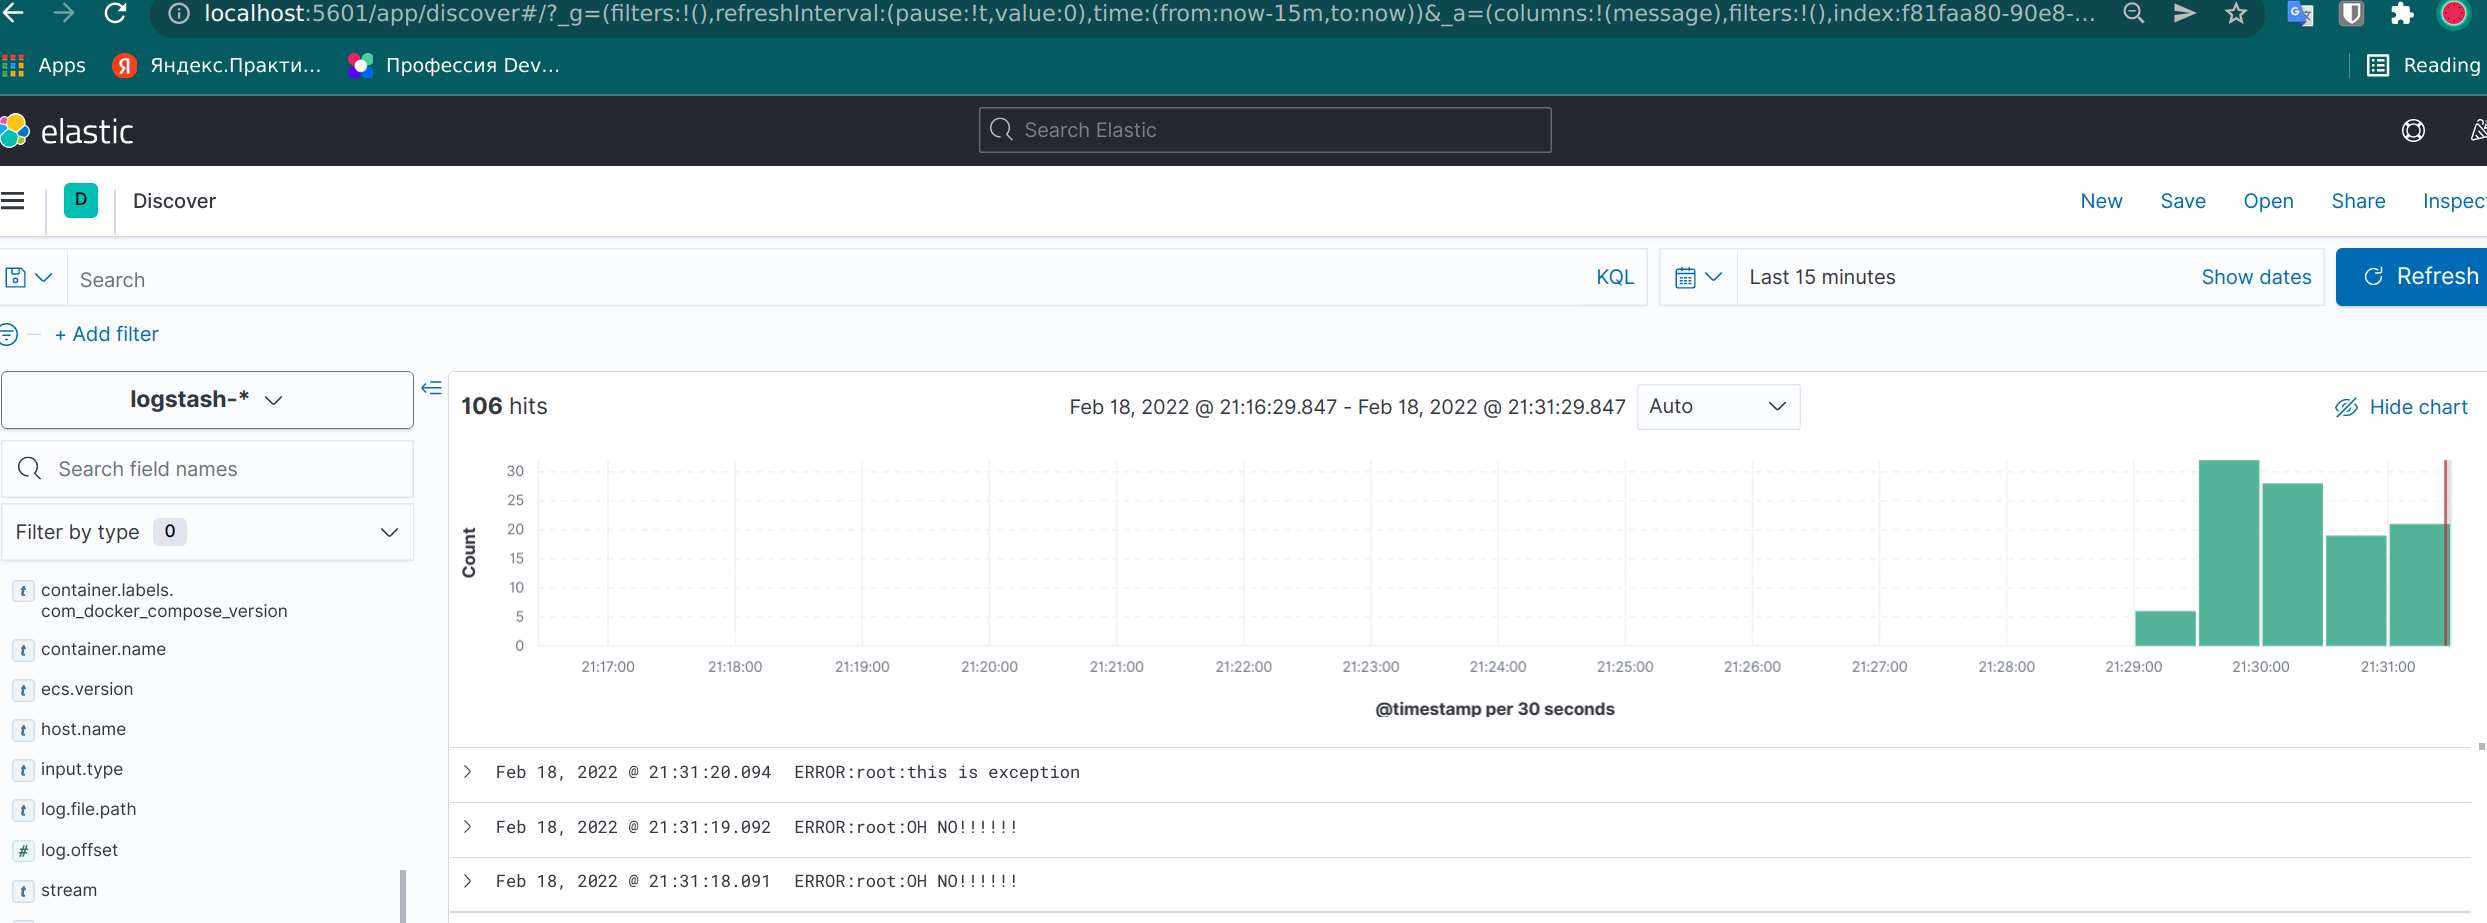 localhost:5601/app/discover#/?_g=(filters:!(),refreshInterval:(pause:!t,value:0),time:(from:now-15m,to:now))&_a=(columns:!(message),filters:!(),index:f81faa80-90e8-...
Apps Яндекс.Практи... Профессия Dev... Reading
elastic Search Elastic
D Discover New Save Open Share Inspec
Search KQL Last 15 minutes Show dates Refresh
+ Add filter
logstash-*
106 hits Feb 18, 2022 @ 21:16:29.847 - Feb 18, 2022 @ 21:31:29.847 Auto Hide chart
Search field names
Filter by type 0
t container.labels.
com_docker_compose_version
t container.name
t ecs.version
t host.name
t input.type
t log.file.path
# log.offset
t stream
Count
30
25
20
15
10
5
0
21:17:00 21:18:00 21:19:00 21:20:00 21:21:00 21:22:00 21:23:00 21:24:00 21:25:00 21:26:00 21:27:00 21:28:00 21:29:00 21:30:00 21:31:00
@timestamp per 30 seconds
Feb 18, 2022 @ 21:31:20.094 ERROR:root:this is exception
Feb 18, 2022 @ 21:31:19.092 ERROR:root:OH NO!!!!!!
Feb 18, 2022 @ 21:31:18.091 ERROR:root:OH NO!!!!!!